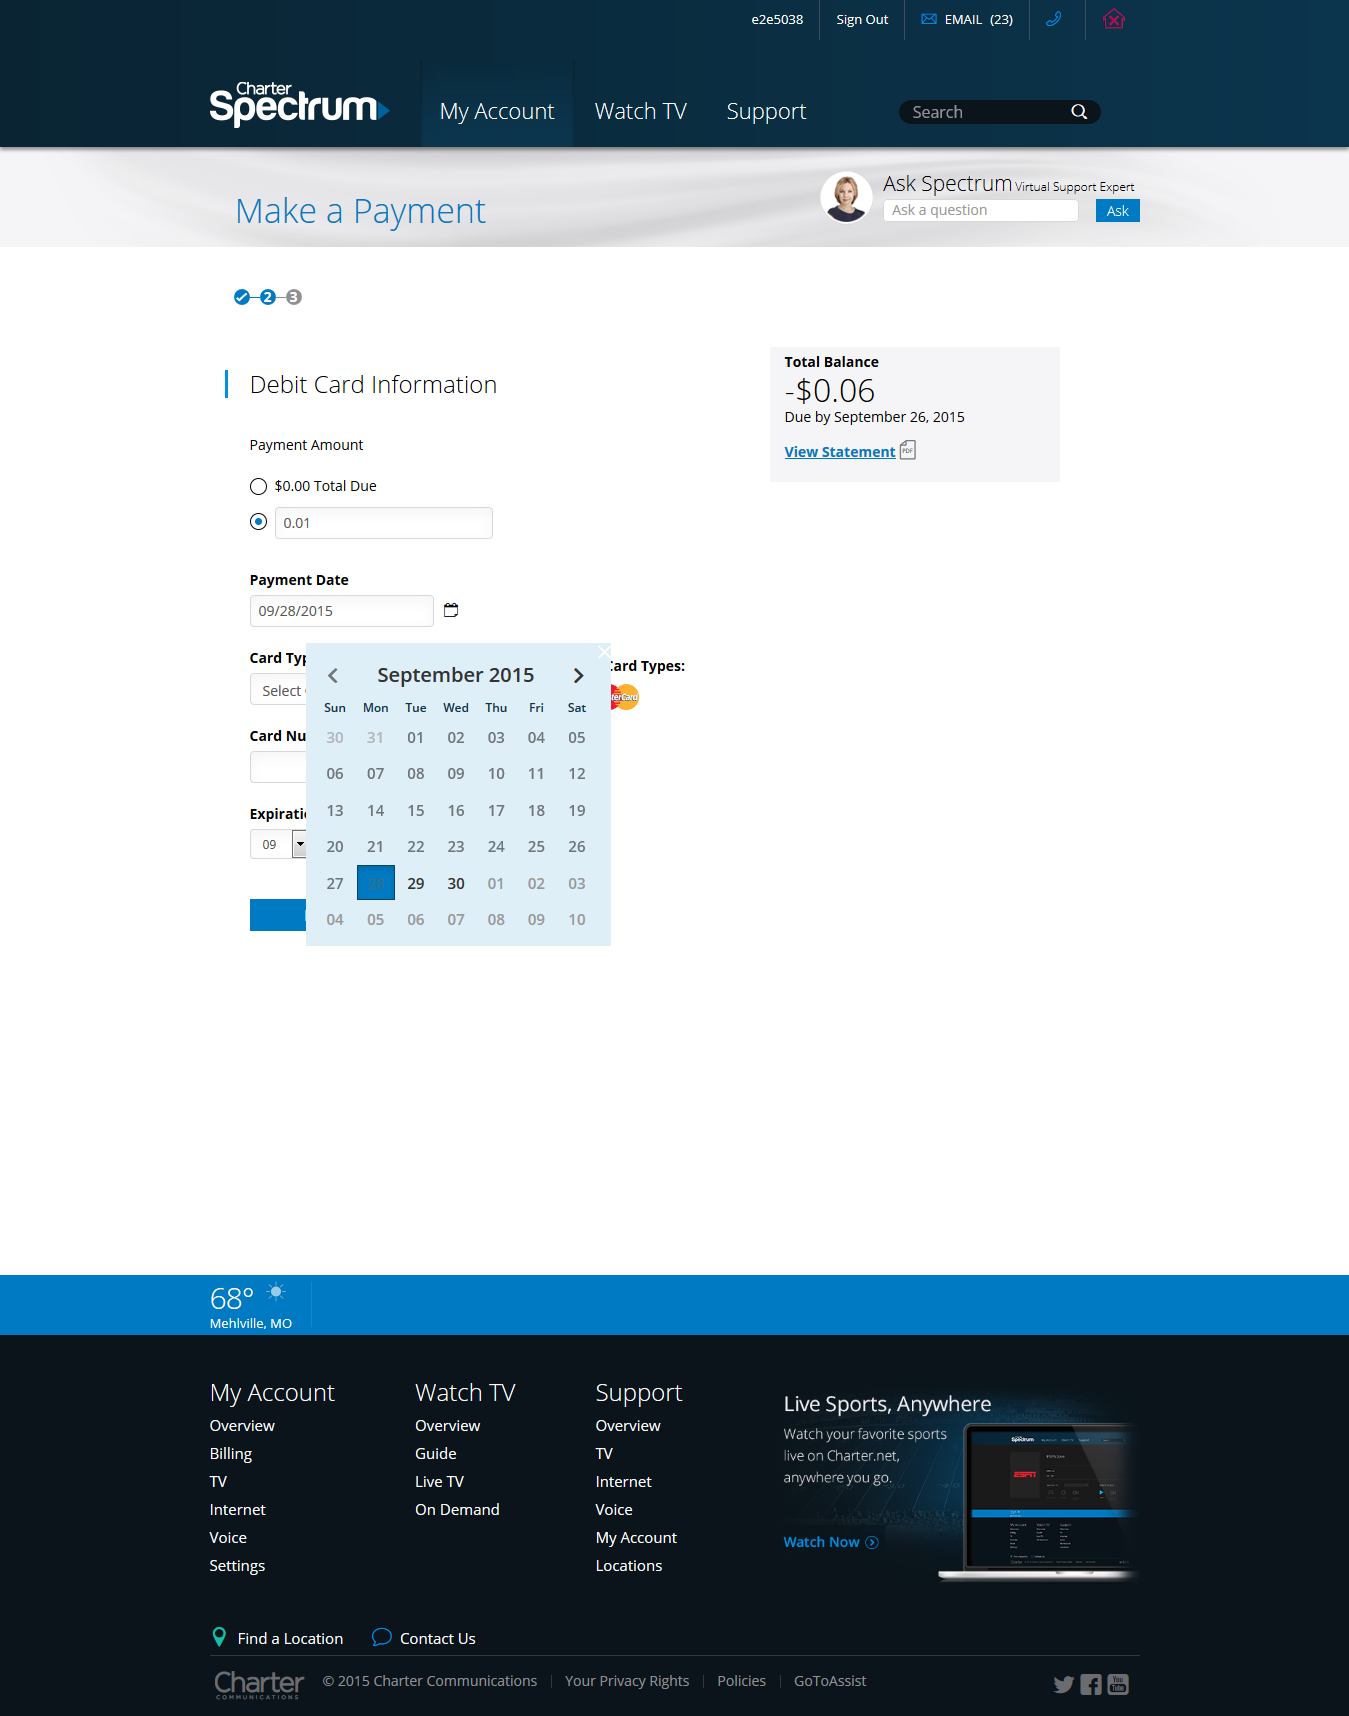 e2e5038 Sign Out EMAIL (23)
Charter
Spectrum
My Account Watch TV Support Search
Make a Payment
Ask Spectrum Virtual Support Expert
Ask a question Ask
2 3
Debit Card Information
Payment Amount
$0.00 Total Due
0.01
Total Balance
-$0.06
Due by September 26, 2015
View Statement PDF
Payment Date
09/28/2015
Card Typ
Select
Card Nu
Expirati
09
Card Types:
terCard
September 2015
Sun Mon Tue Wed Thu Fri Sat
30 31 01 02 03 04 05
06 07 08 09 10 11 12
13 14 15 16 17 18 19
20 21 22 23 24 25 26
27 28 29 30 01 02 03
04 05 06 07 08 09 10
68°
Mehlville, MO
My Account
Overview
Billing
TV
Internet
Voice
Settings
Watch TV
Overview
Guide
Live TV
On Demand
Support
Overview
TV
Internet
Voice
My Account
Locations
Live Sports, Anywhere
Watch your favorite sports
live on Charter.net,
anywhere you go.
Watch Now
Spectrum
ESPN
Find a Location Contact Us
Charter
COMMUNICATIONS
© 2015 Charter Communications Your Privacy Rights Policies GoToAssist
You
Tube